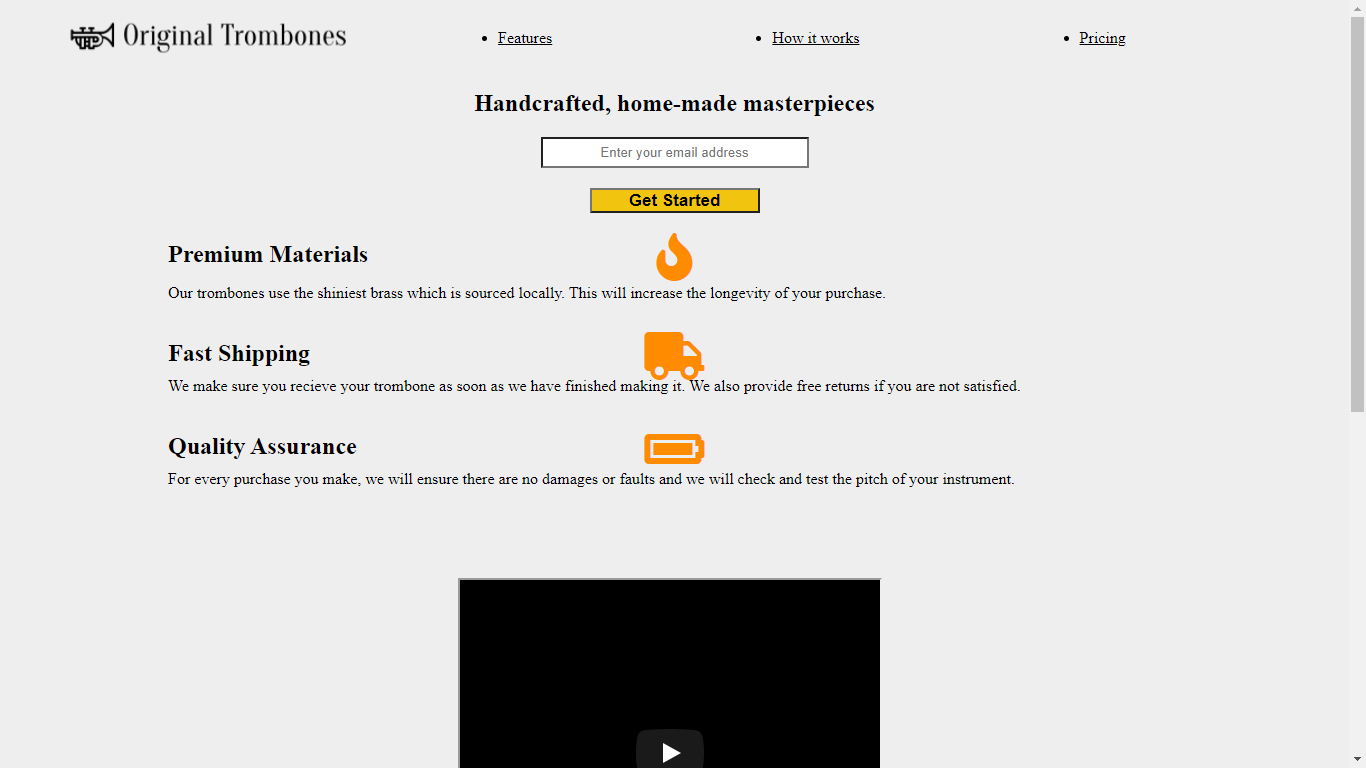 Original Trombones
Features
How it works
Pricing
Handcrafted, home-made masterpieces
Enter your email address
Get Started
Premium Materials
Our trombones use the shiniest brass which is sourced locally. This will increase the longevity of your purchase.
Fast Shipping
We make sure you recieve your trombone as soon as we have finished making it. We also provide free returns if you are not satisfied.
Quality Assurance
For every purchase you make, we will ensure there are no damages or faults and we will check and test the pitch of your instrument.